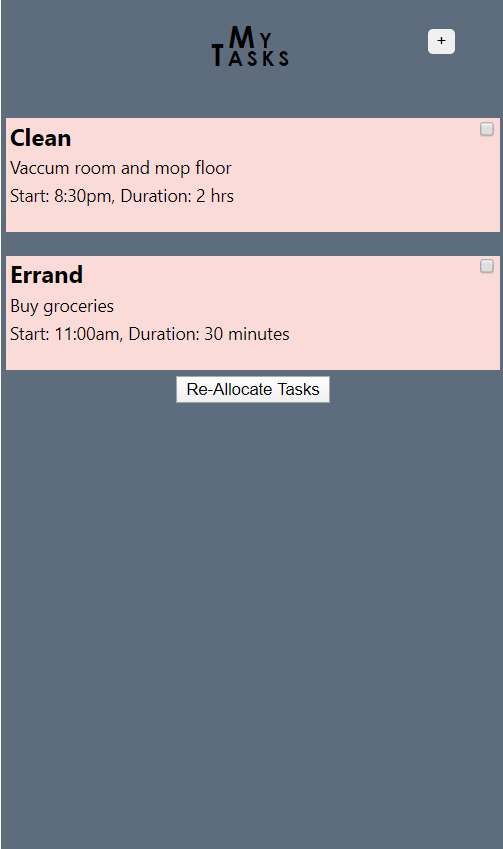 My
Tasks
+
Clean
Vaccum room and mop floor
Start: 8:30pm, Duration: 2 hrs
Errand
Buy groceries
Start: 11:00am, Duration: 30 minutes
Re-Allocate Tasks